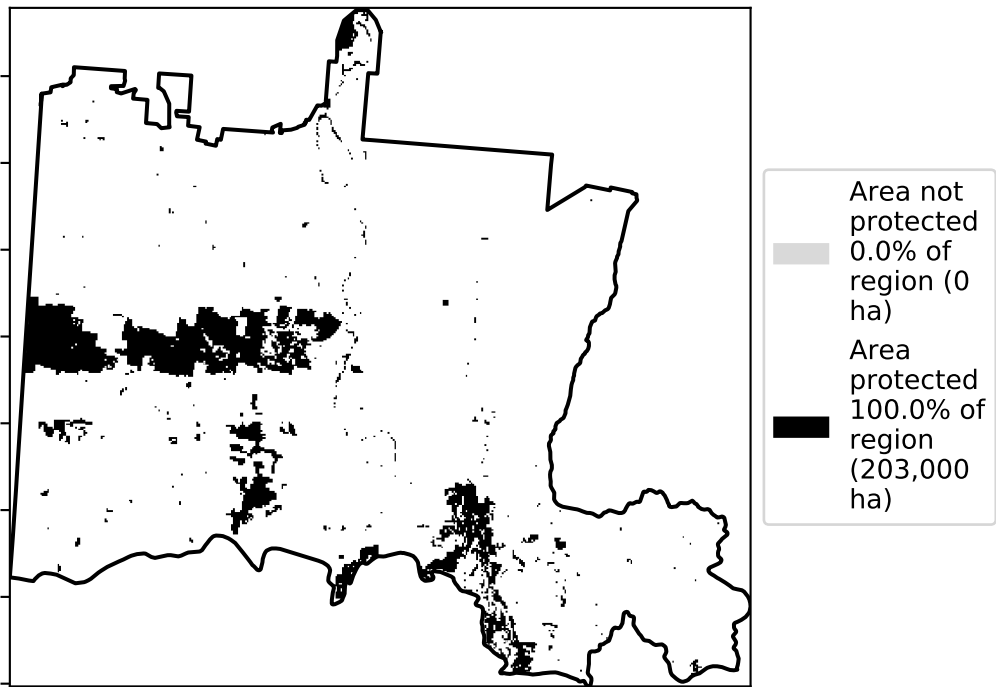 Area not
protected
0.0% of
region (0
ha)
Area
protected
100.0% of
region
(203,000
ha)